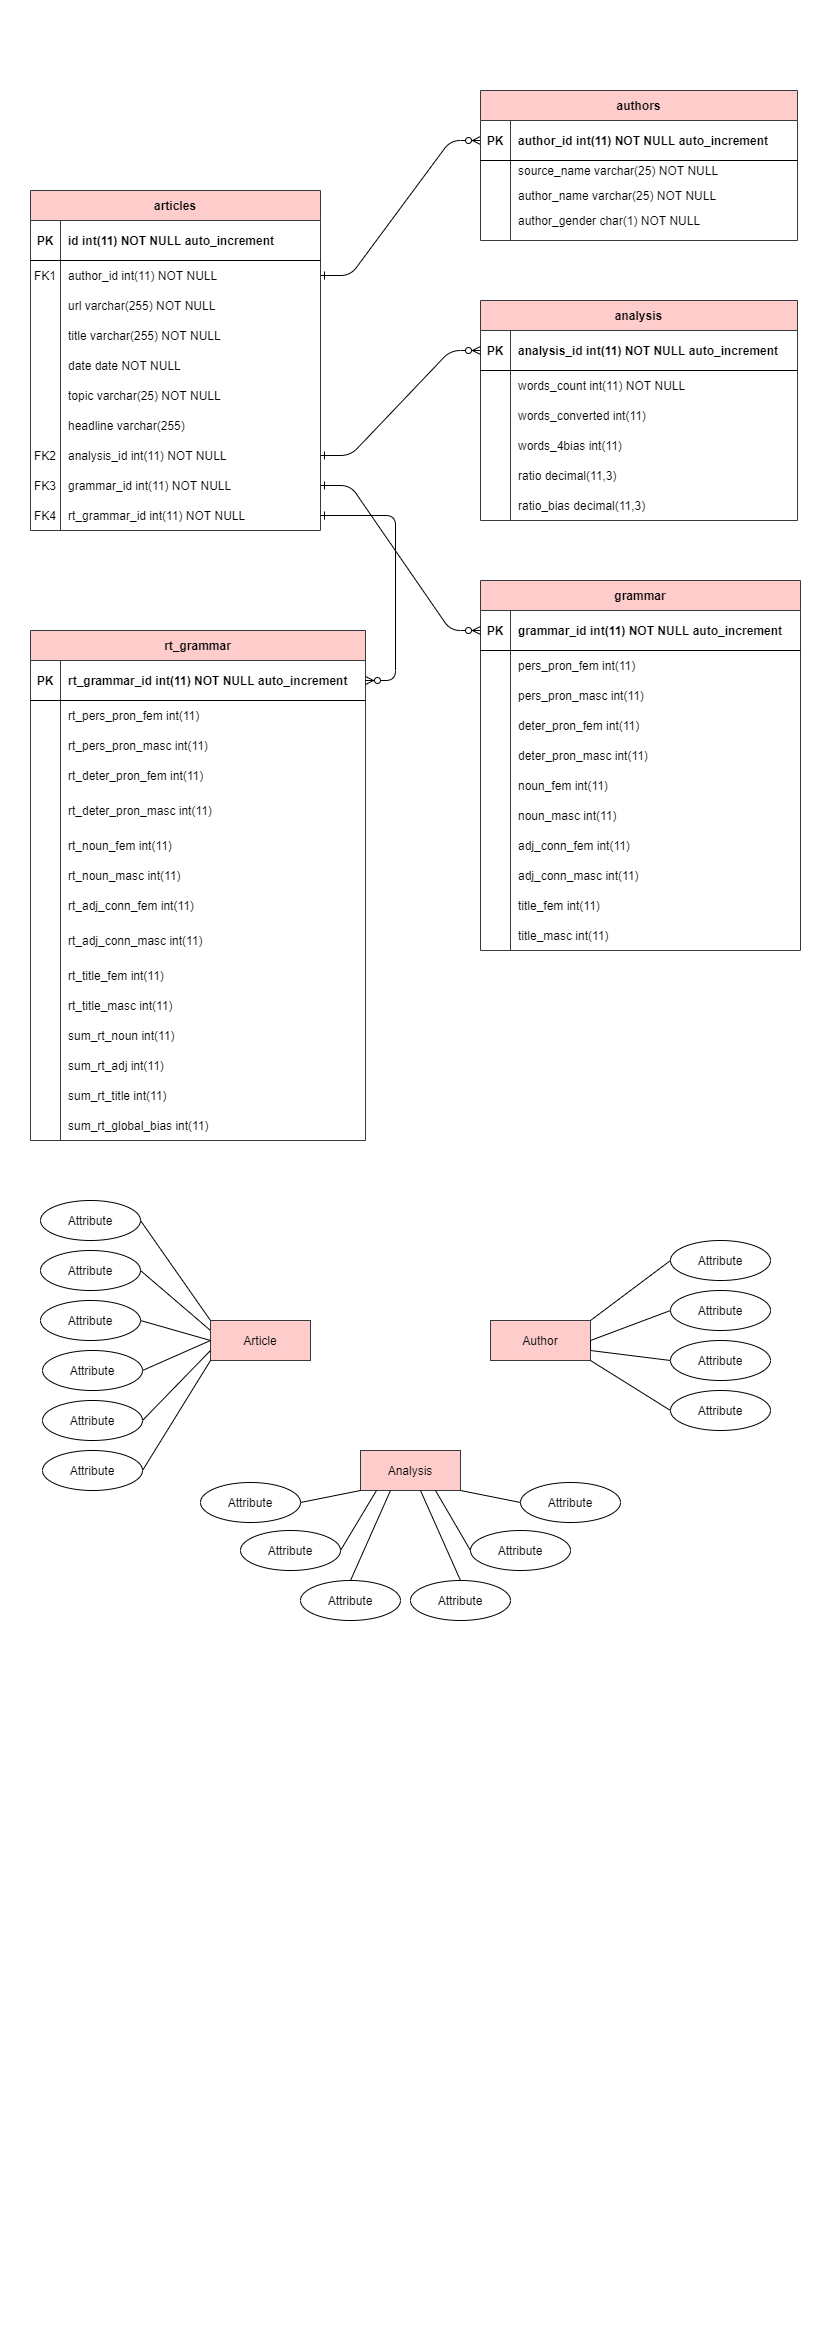 authors
PK author_id int(11) NOT NULL auto_increment
source_name varchar(25) NOT NULL
author_name varchar(25) NOT NULL
author_gender char(1) NOT NULL
articles
PK id int(11) NOT NULL auto_increment
FK1 author_id int(11) NOT NULL
url varchar(255) NOT NULL
title varchar(255) NOT NULL
date date NOT NULL
topic varchar(25) NOT NULL
headline varchar(255)
FK2 analysis_id int(11) NOT NULL
FK3 grammar_id int(11) NOT NULL
FK4 rt_grammar_id int(11) NOT NULL
analysis
PK analysis_id int(11) NOT NULL auto_increment
words_count int(11) NOT NULL
words_converted int(11)
words_4bias int(11)
ratio decimal(11,3)
ratio_bias decimal(11,3)
grammar
PK grammar_id int(11) NOT NULL auto_increment
pers_pron_fem int(11)
pers_pron_masc int(11)
deter_pron_fem int(11)
deter_pron_masc int(11)
noun_fem int(11)
noun_masc int(11)
adj_conn_fem int(11)
adj_conn_masc int(11)
title_fem int(11)
title_masc int(11)
rt_grammar
PK rt_grammar_id int(11) NOT NULL auto_increment
rt_pers_pron_fem int(11)
rt_pers_pron_masc int(11)
rt_deter_pron_fem int(11)
rt_deter_pron_masc int(11)
rt_noun_fem int(11)
rt_noun_masc int(11)
rt_adj_conn_fem int(11)
rt_adj_conn_masc int(11)
rt_title_fem int(11)
rt_title_masc int(11)
sum_rt_noun int(11)
sum_rt_adj int(11)
sum_rt_title int(11)
sum_rt_global_bias int(11)
Attribute
Attribute
Attribute
Attribute
Attribute
Attribute
Article
Author
Attribute
Attribute
Attribute
Attribute
Analysis
Attribute
Attribute
Attribute
Attribute
Attribute
Attribute